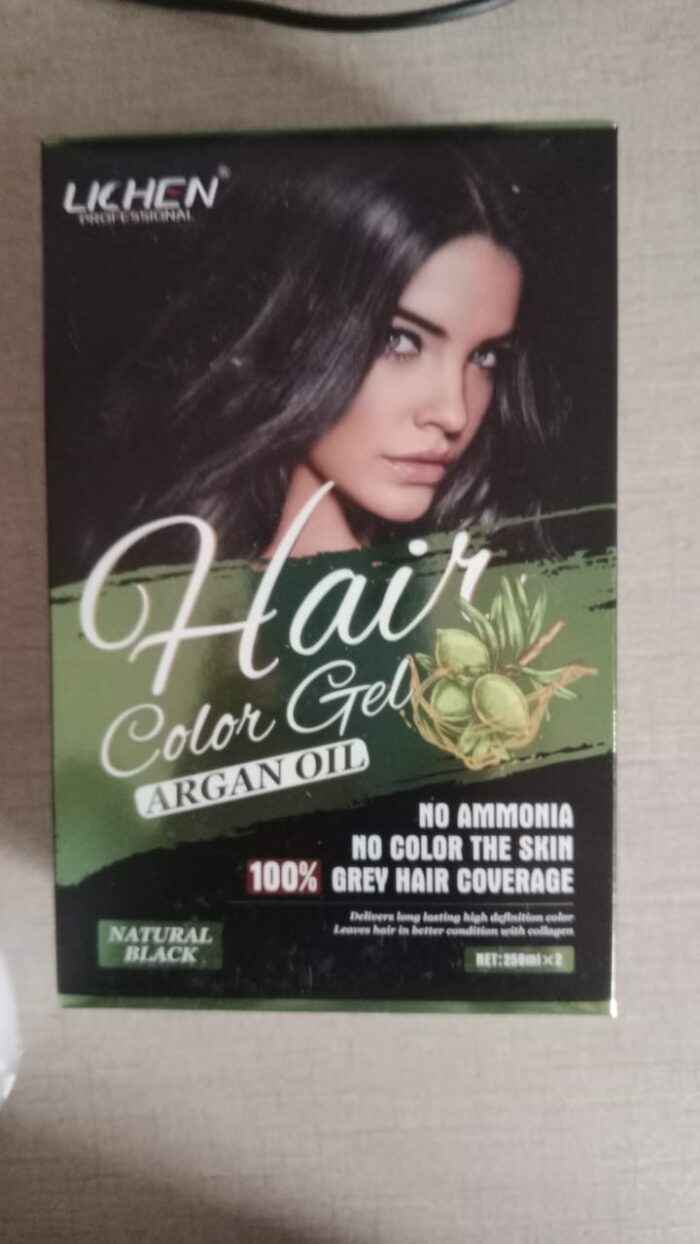 LICHEN®
PROFESSIONAL
Hair
Color Gel
ARGAN OIL
NO AMMONIA
NO COLOR THE SKIN
100% GREY HAIR COVERAGE
Delivers long lasting high definition color
Leaves hair in better condition with collagen
NATURAL
BLACK
NET:250ml×2